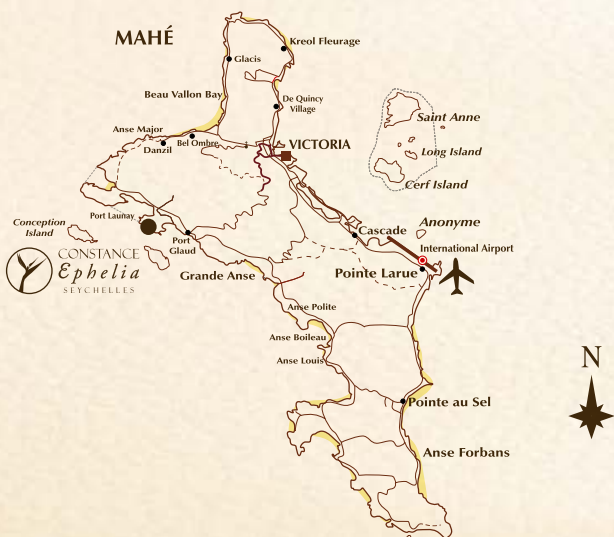 MAHÉ
Kreol Fleurage
Glacis
Beau Vallon Bay
De Quincy
Village
Saint Anne
Anse Major
Bel Ombre
VICTORIA
Danzil
Long Island
Cerf Island
Port Launay
Conception
Island
Anonyme
Cascade
Port
Glaud
International Airport
CONSTANCE
Ephelia
SEYCHELLES
Grande Anse
Pointe Larue
Anse Polite
Anse Boileau
Anse Louis
N
Pointe au Sel
Anse Forbans